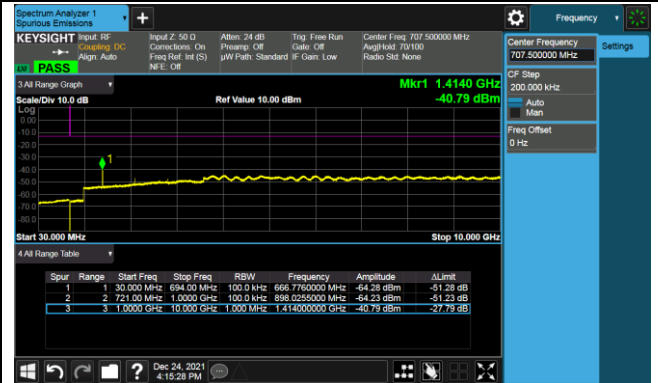 Spectrum Analyzer 1
Spurious Emissions
Frequency
KEYSIGHT
Input: RF
Coupling: DC
Align: Auto
Input Z: 50 Ω
Corrections: On
Freq Ref: Int (S)
NFE: Off
Atten: 24 dB
Preamp: Off
µW Path: Standard
Trig: Free Run
Gate: Off
IF Gain: Low
Center Freq: 707.500000 MHz
Avg|Hold: 70/100
Radio Std: None
LXI
PASS
Center Frequency
707.500000 MHz
Settings
CF Step
200.000 kHz
Auto
Man
Freq Offset
0 Hz
3 All Range Graph
Mkr1 1.4140 GHz
Scale/Div 10.0 dB
Ref Value 10.00 dBm
-40.79 dBm
Log
0.00
-10.0
-20.0
-30.0
-40.0
-50.0
-60.0
-70.0
-80.0
1
Start 30.000 MHz
Stop 10.000 GHz
4 All Range Table
Spur Range Start Freq Stop Freq RBW Frequency Amplitude ΔLimit
1 1 30.000 MHz 694.00 MHz 100.0 kHz 666.7760000 MHz -64.28 dBm -51.28 dB
2 2 721.00 MHz 1.0000 GHz 100.0 kHz 898.0255000 MHz -64.23 dBm -51.23 dB
3 3 1.0000 GHz 10.000 GHz 1.000 MHz 1.414000000 GHz -40.79 dBm -27.79 dB
?
Dec 24, 2021
4:15:28 PM